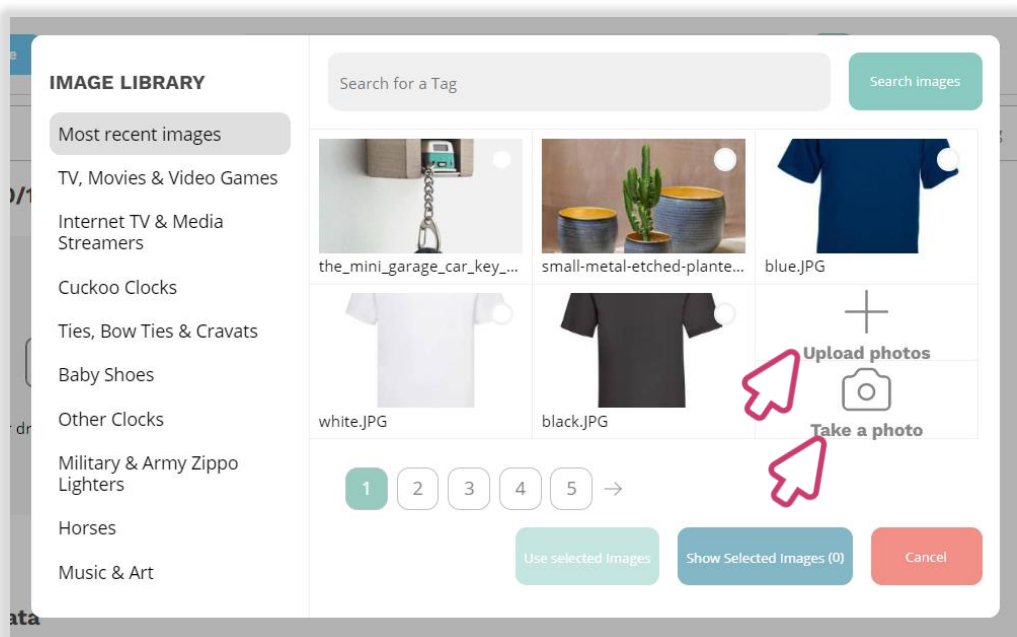 IMAGE LIBRARY
Most recent images
TV, Movies & Video Games
Internet TV & Media
Streamers
Cuckoo Clocks
Ties, Bow Ties & Cravats
Baby Shoes
Other Clocks
Military & Army Zippo
Lighters
Horses
Music & Art
Search for a Tag
Search images
the_mini_garage_car_key_...
small-metal-etched-plante...
blue.JPG
white.JPG
black.JPG
Upload photos
Take a photo
1 2 3 4 5
Use selected Images
Show Selected Images (0)
Cancel
ata